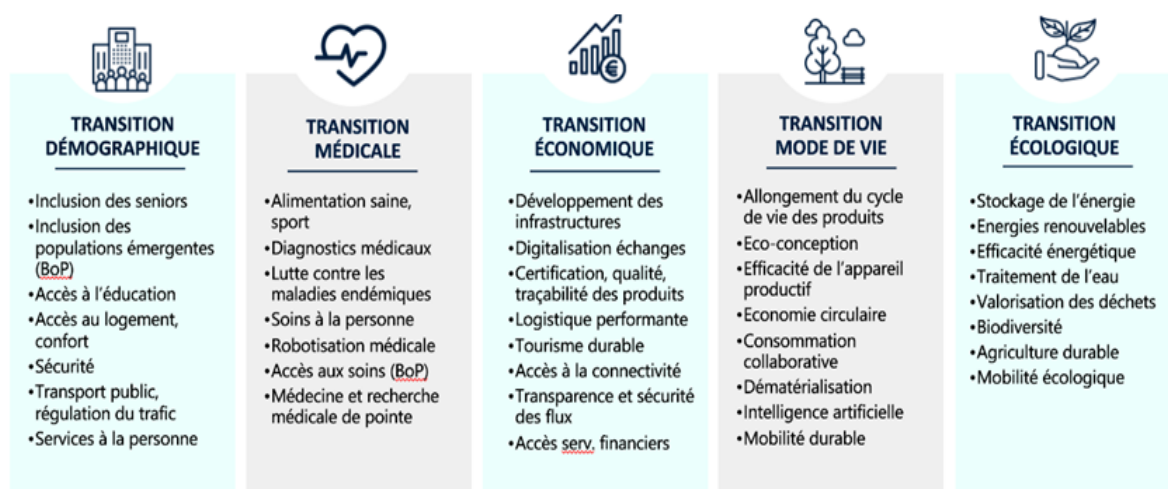 TRANSITION
DÉMOGRAPHIQUE
•Inclusion des seniors
•Inclusion des
populations émergentes
(BoP)
•Accès à l'éducation
•Accès au logement,
confort
•Sécurité
•Transport public,
régulation du trafic
•Services à la personne
TRANSITION
MÉDICALE
•Alimentation saine,
sport
•Diagnostics médicaux
•Lutte contre les
maladies endémiques
•Soins à la personne
•Robotisation médicale
•Accès aux soins (BoP)
•Médecine et recherche
médicale de pointe
TRANSITION
ÉCONOMIQUE
•Développement des
infrastructures
•Digitalisation échanges
•Certification, qualité,
traçabilité des produits
•Logistique performante
•Tourisme durable
•Accès à la connectivité
•Transparence et sécurité
des flux
•Accès serv. financiers
TRANSITION
MODE DE VIE
•Allongement du cycle
de vie des produits
•Eco-conception
•Efficacité de l'appareil
productif
•Economie circulaire
•Consommation
collaborative
•Dématérialisation
•Intelligence artificielle
•Mobilité durable
TRANSITION
ÉCOLOGIQUE
•Stockage de l'énergie
•Energies renouvelables
•Efficacité énergétique
•Traitement de l'eau
•Valorisation des déchets
•Biodiversité
•Agriculture durable
•Mobilité écologique